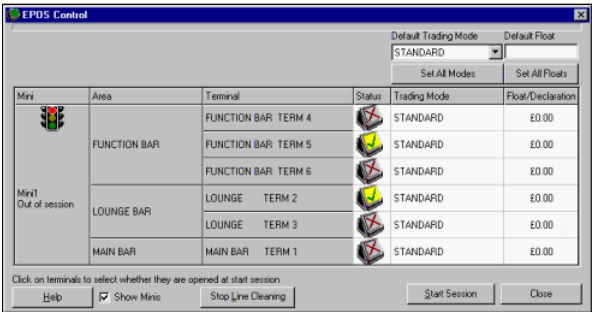 EPOS Control
Default Trading Mode Default Float
STANDARD
Set All Modes Set All Floats
Mini Area Terminal Status Trading Mode Float/Declaration
FUNCTION BAR TERM 4 STANDARD £0.00
FUNCTION BAR FUNCTION BAR TERM 5 STANDARD £0.00
FUNCTION BAR TERM 6 STANDARD £0.00
Mini1
Out of session
LOUNGE BAR
LOUNGE TERM 2 STANDARD £0.00
LOUNGE TERM 3 STANDARD £0.00
MAIN BAR MAIN BAR TERM 1 STANDARD £0.00
Click on terminals to select whether they are opened at start session
Help Show Minis Stop Line Cleaning Start Session Close